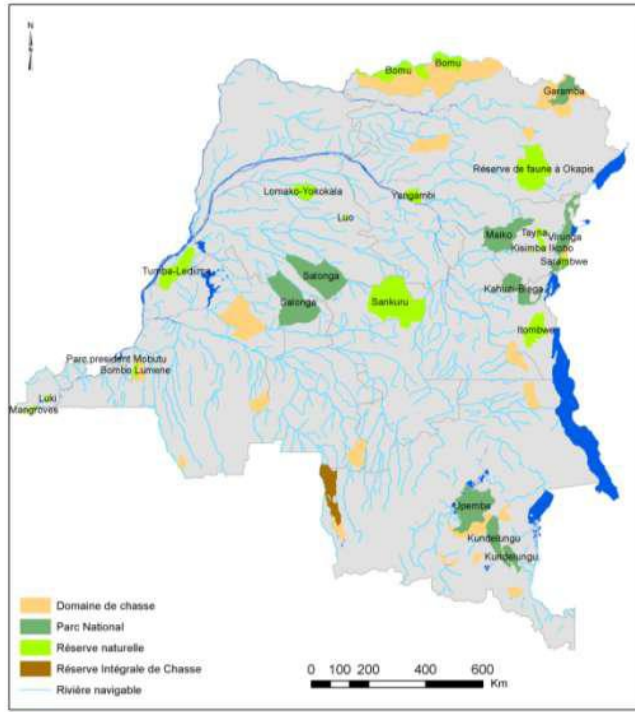 N
Bomu
Bomu
Garamba
Réserve de faune à Okapis
Lomako-Yokokala
Yangambi
Luo
Maiko
Tayna
Virunga
Kisimba Ikobo
Sarambwe
Tumba-Lediima
Salonga
Salonga
Sankuru
Kahuzi-Biega
Itombwe
Parc président Mobutu
Bombo Lumene
Luki
Mangroves
Upemba
Kundelungu
Kundelungu
Domaine de chasse
Parc National
Réserve naturelle
Réserve Intégrale de Chasse
Rivière navigable
0 100 200 400 600
Km